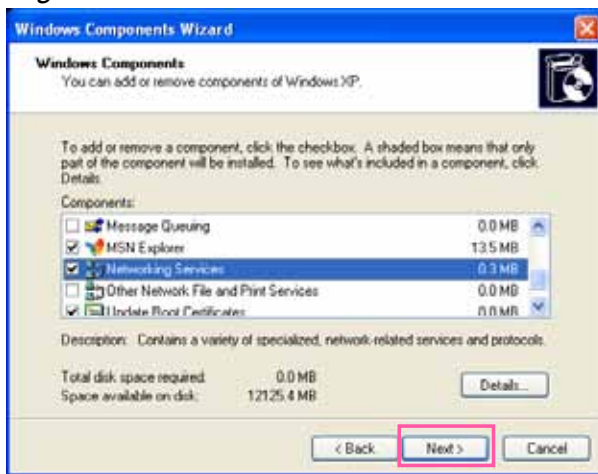 Windows Components Wizard
Windows Components
You can add or remove components of Windows XP.
To add or remove a component, click the checkbox. A shaded box means that only
part of the component will be installed. To see what's included in a component, click
Details.
Components:
Message Queuing 0.0 MB
MSN Explorer 13.5 MB
Networking Services 0.3 MB
Other Network File and Print Services 0.0 MB
Update Root Certificates 0.0 MB
Description: Contains a variety of specialized, network-related services and protocols.
Total disk space required: 0.0 MB
Space available on disk: 12125.4 MB
Details...
< Back Next > Cancel